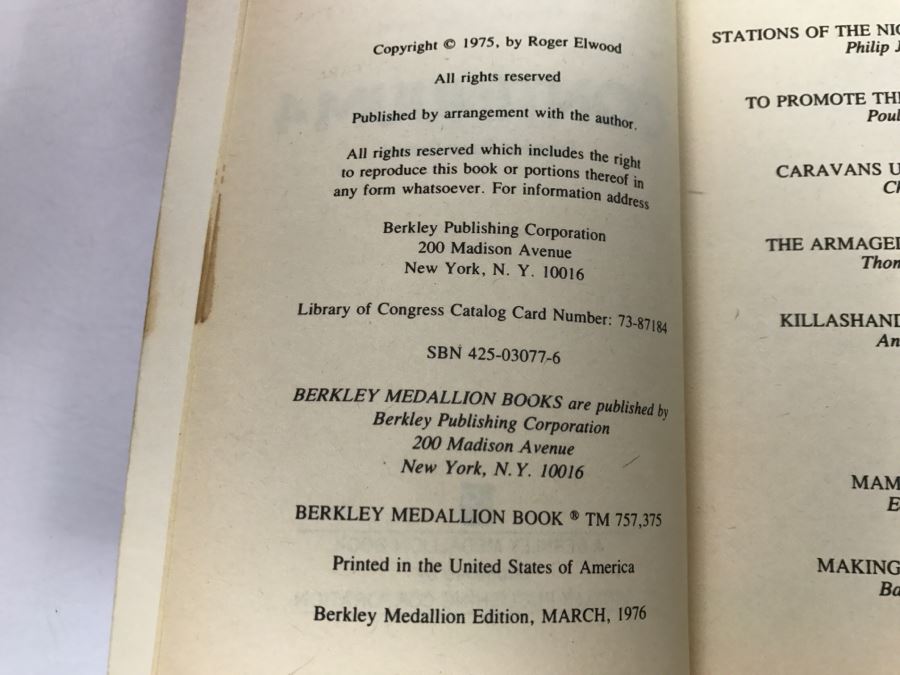 Copyright © 1975, by Roger Elwood
All rights reserved
Published by arrangement with the author.
All rights reserved which includes the right
to reproduce this book or portions thereof in
any form whatsoever. For information address
Berkley Publishing Corporation
200 Madison Avenue
New York, N. Y. 10016
Library of Congress Catalog Card Number: 73-87184
SBN 425-03077-6
BERKLEY MEDALLION BOOKS are published by
Berkley Publishing Corporation
200 Madison Avenue
New York, N.Y. 10016
BERKLEY MEDALLION BOOK ® TM 757,375
Printed in the United States of America
Berkley Medallion Edition, MARCH, 1976
STATIONS OF THE NI
Philip J
TO PROMOTE TH
Poul
CARAVANS U
Ch
THE ARMAGED
Thom
KILLASHAND
An
MAM
E
MAKING
Ba